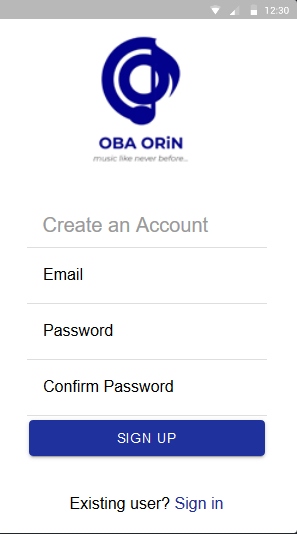 12:30
OBA ORiN
music like never before...
Create an Account
Email
Password
Confirm Password
SIGN UP
Existing user? Sign in